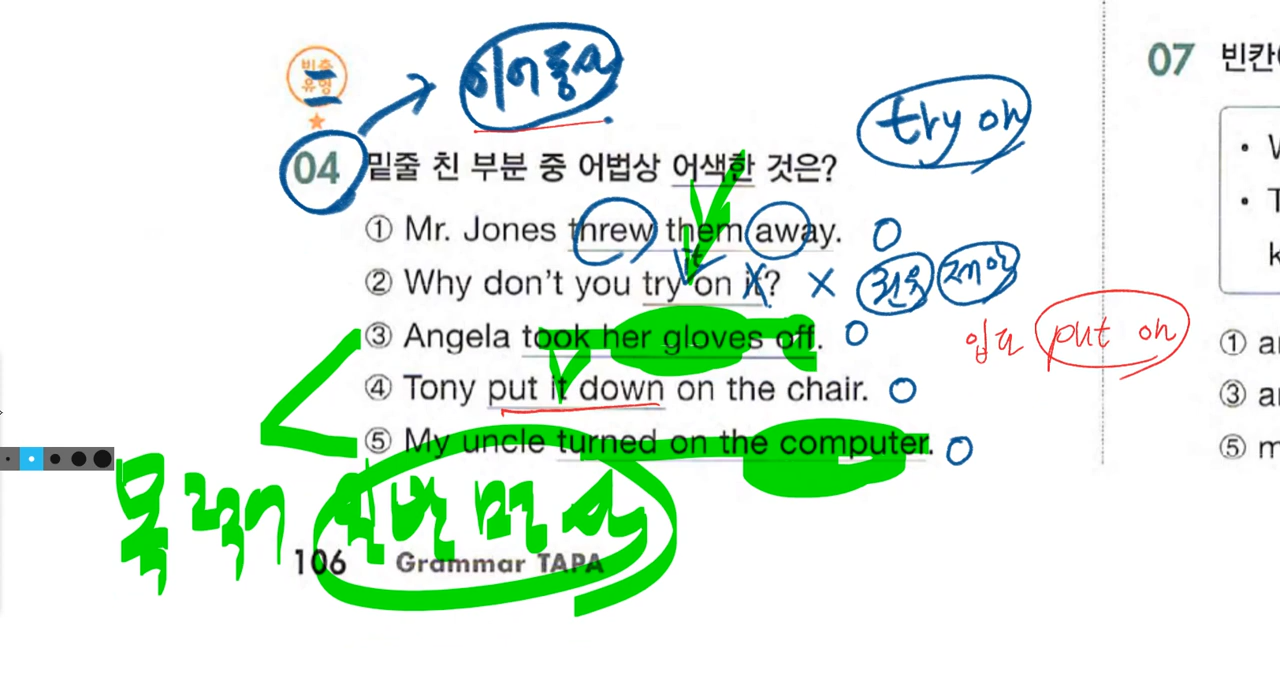 빈출
유형
이어동사
try on
04 밑줄 친 부분 중 어법상 어색한 것은?
① Mr. Jones threw them away. O
it
② Why don't you try on it? X 권유 제안
③ Angela took her gloves off. O
입다 put on
④ Tony put it down on the chair. O
⑤ My uncle turned on the computer. O
목적어 일반명사
106 Grammar TAPA
07 빈칸
①
③
⑤